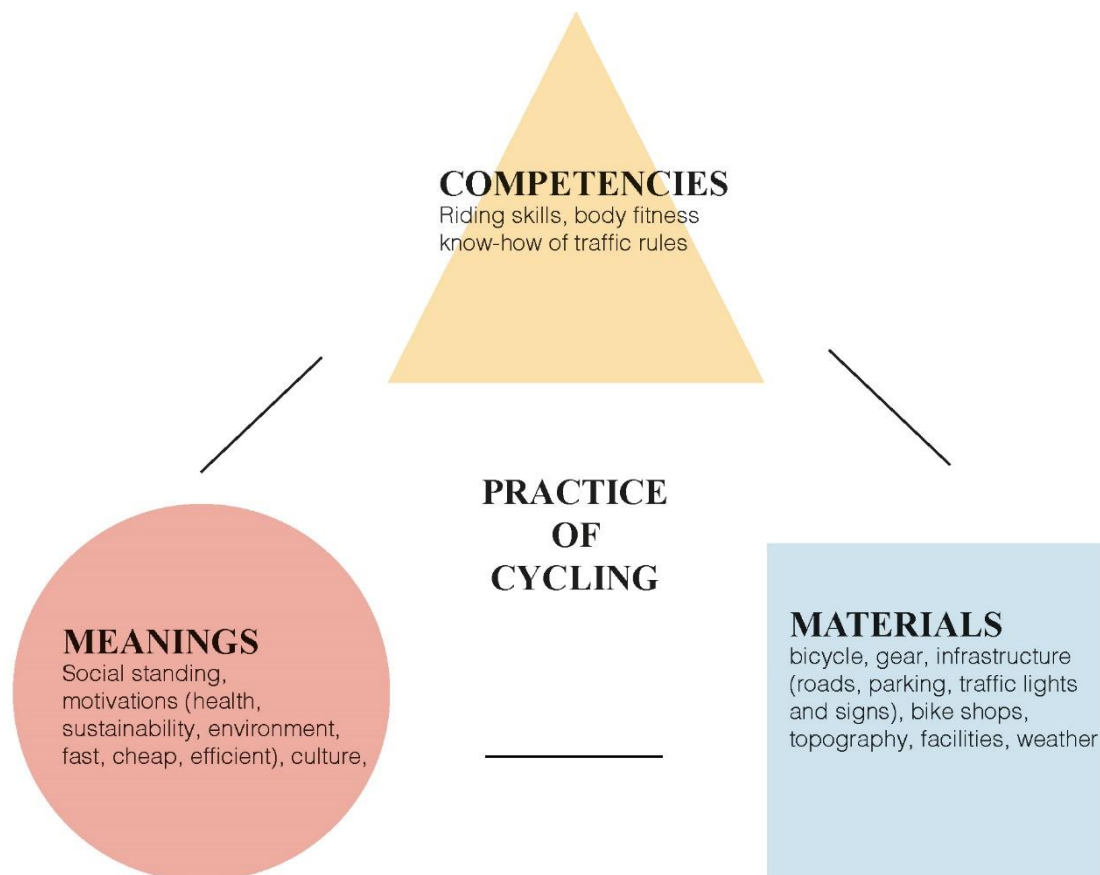 COMPETENCIES
Riding skills, body fitness
know-how of traffic rules
PRACTICE
OF
CYCLING
MEANINGS
Social standing,
motivations (health,
sustainability, environment,
fast, cheap, efficient), culture,
MATERIALS
bicycle, gear, infrastructure
(roads, parking, traffic lights
and signs), bike shops,
topography, facilities, weather